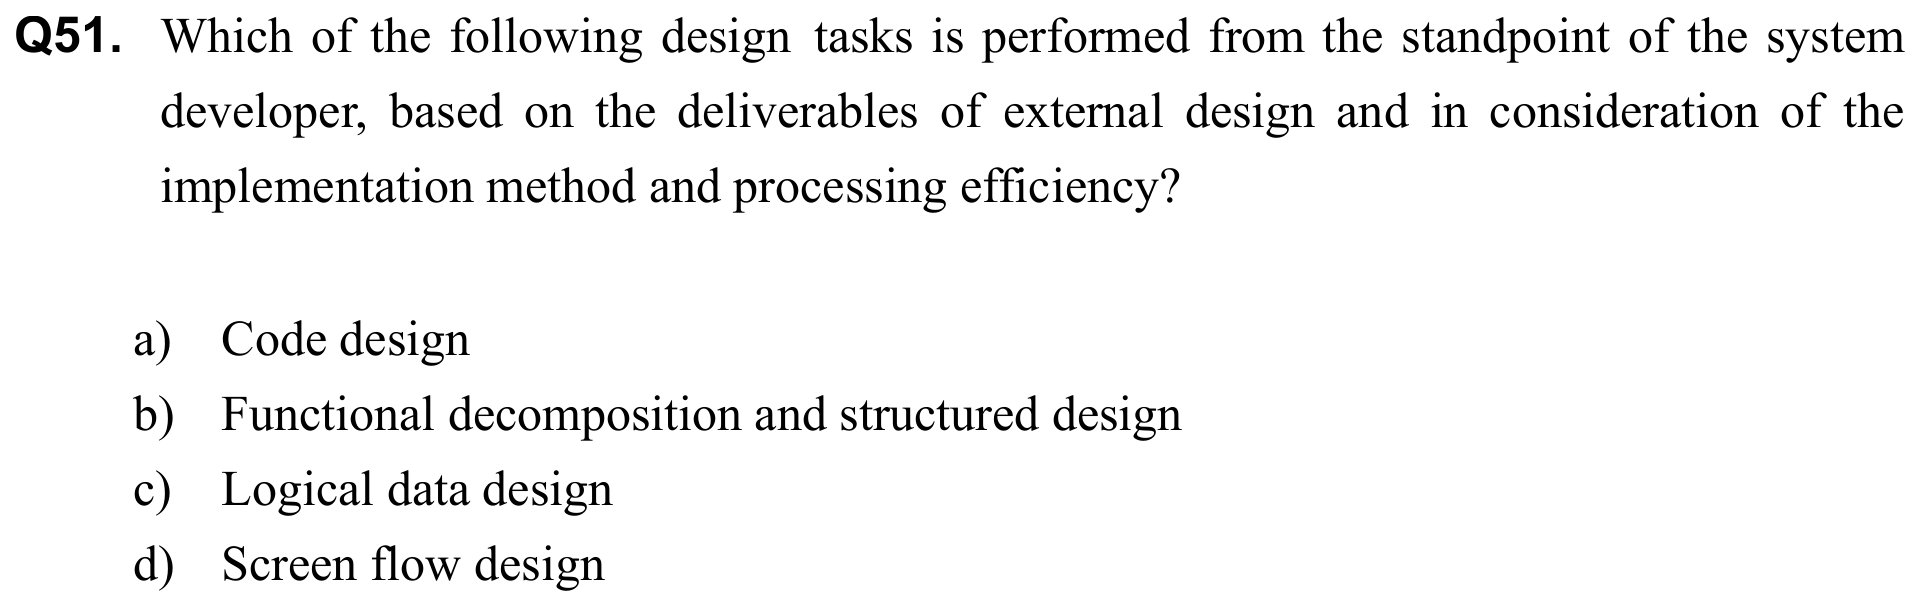 Q51. Which of the following design tasks is performed from the standpoint of the system
developer, based on the deliverables of external design and in consideration of the
implementation method and processing efficiency?
a) Code design
b) Functional decomposition and structured design
c) Logical data design
d) Screen flow design